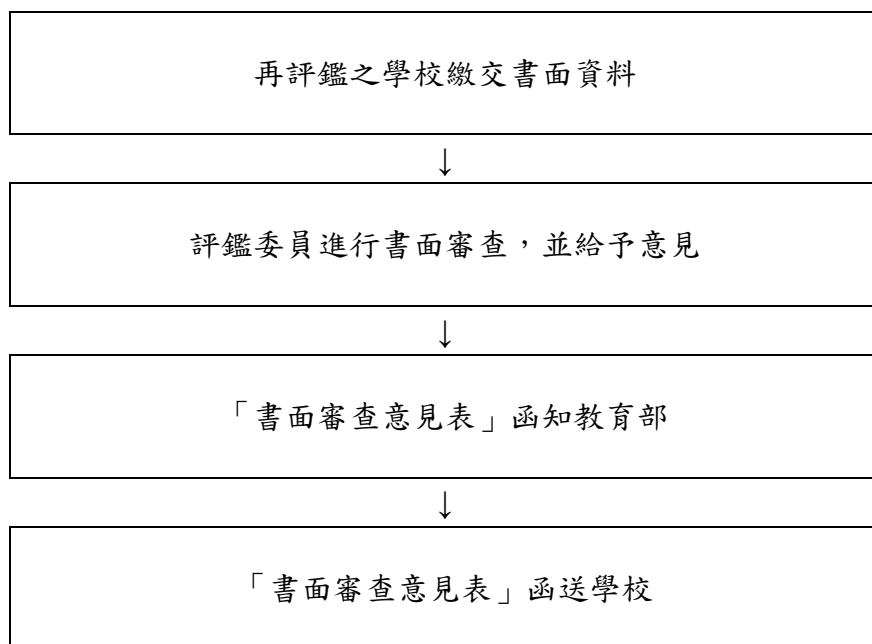 再評鑑之學校繳交書面資料
↓
評鑑委員進行書面審查，並給予意見
↓
「書面審查意見表」函知教育部
↓
「書面審查意見表」函送學校